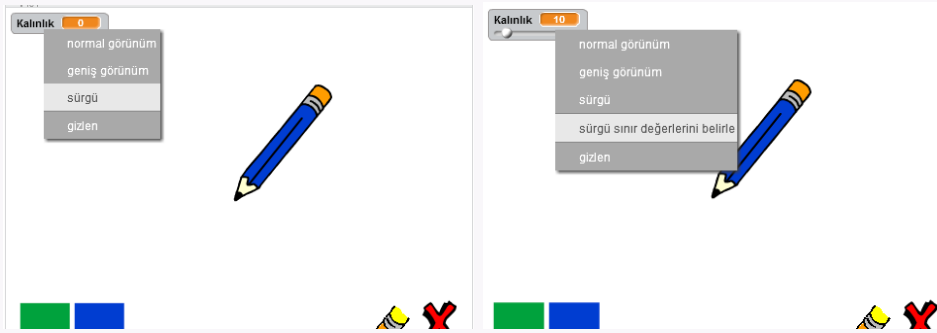 Kalınlık 0
normal görünüm
geniş görünüm
sürgü
gizlen
Kalınlık 10
normal görünüm
geniş görünüm
sürgü
sürgü sınır değerlerini belirle
gizlen